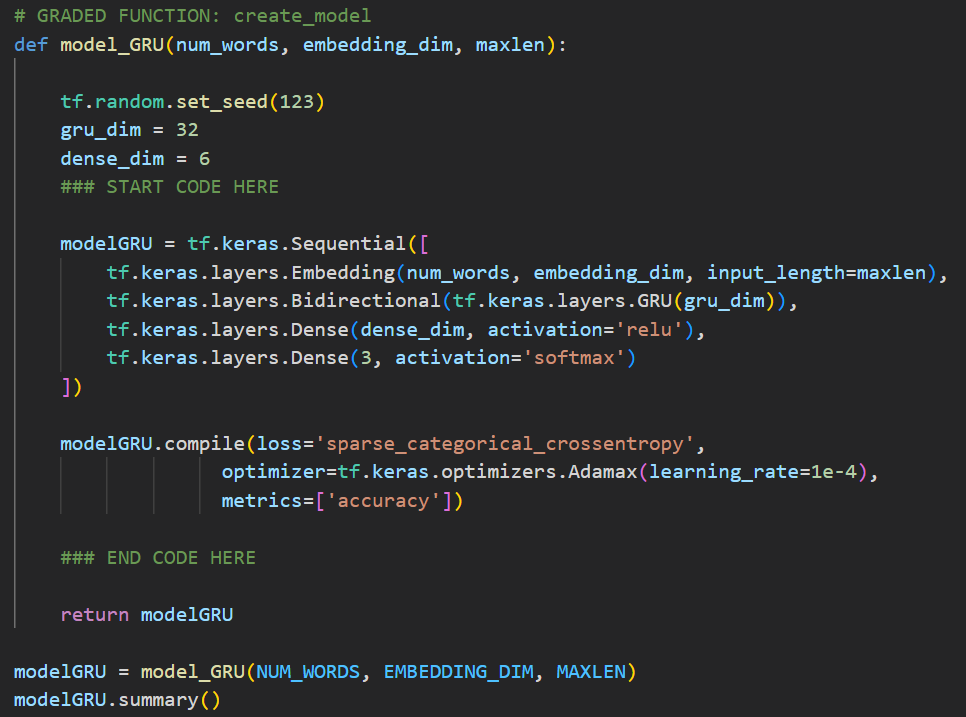 # GRADED FUNCTION: create_model
def model_GRU(num_words, embedding_dim, maxlen):
    tf.random.set_seed(123)
    gru_dim = 32
    dense_dim = 6
    ### START CODE HERE
    modelGRU = tf.keras.Sequential([
        tf.keras.layers.Embedding(num_words, embedding_dim, input_length=maxlen),
        tf.keras.layers.Bidirectional(tf.keras.layers.GRU(gru_dim)),
        tf.keras.layers.Dense(dense_dim, activation='relu'),
        tf.keras.layers.Dense(3, activation='softmax')
    ])
    modelGRU.compile(loss='sparse_categorical_crossentropy',
                  optimizer=tf.keras.optimizers.Adamax(learning_rate=1e-4),
                  metrics=['accuracy'])
    ### END CODE HERE
    return modelGRU
modelGRU = model_GRU(NUM_WORDS, EMBEDDING_DIM, MAXLEN)
modelGRU.summary()